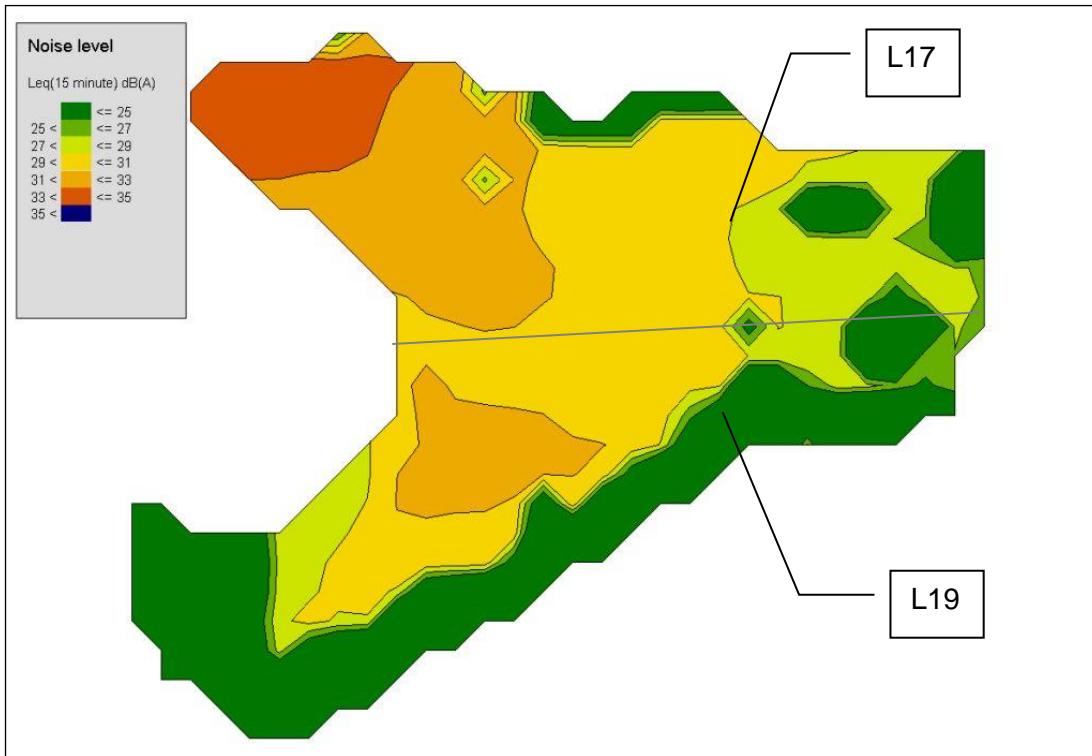 Noise level
Leq(15 minute) dB(A)
<= 25
25 < <= 27
27 < <= 29
29 < <= 31
31 < <= 33
33 < <= 35
35 <
L17
L19